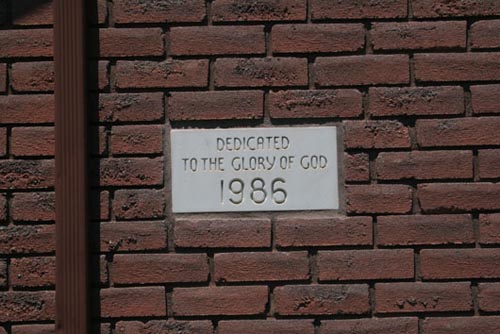 DEDICATED
TO THE GLORY OF GOD
1986